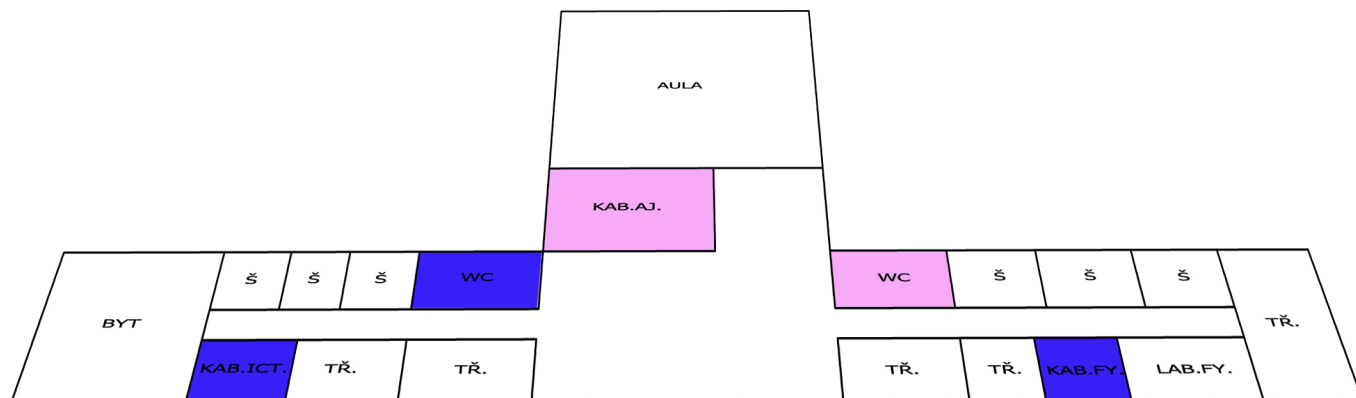 AULA
KAB.AJ.
BYT
Š
Š
Š
WC
WC
Š
Š
Š
TŘ.
KAB.ICT.
TŘ.
TŘ.
TŘ.
TŘ.
KAB.FY.
LAB.FY.